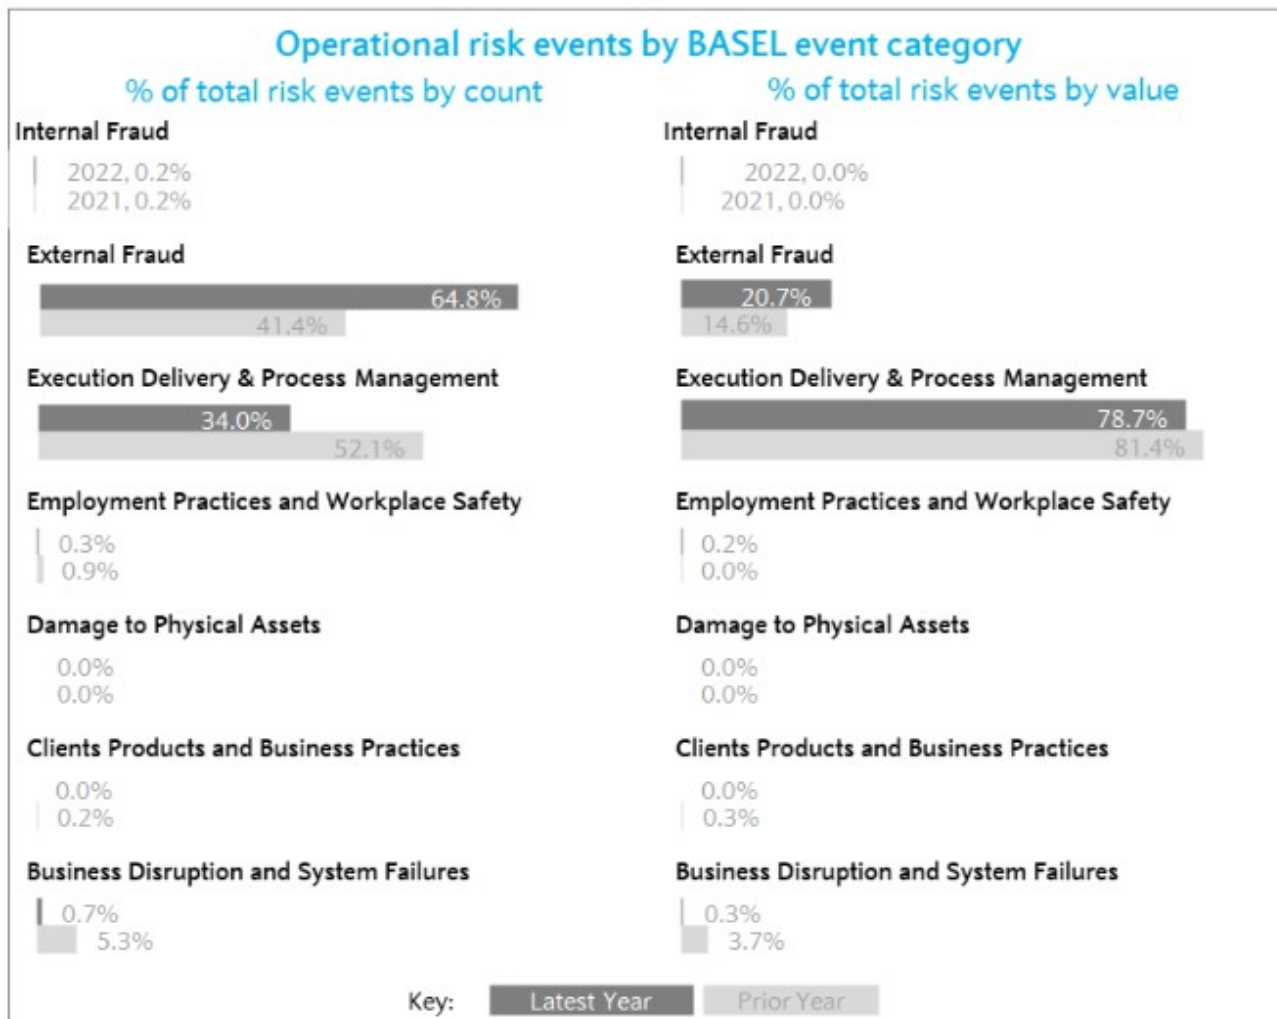 Operational risk events by BASEL event category
% of total risk events by count
% of total risk events by value
Internal Fraud
2022, 0.2%
2021, 0.2%
External Fraud
64.8%
41.4%
Execution Delivery & Process Management
34.0%
52.1%
Employment Practices and Workplace Safety
0.3%
0.9%
Damage to Physical Assets
0.0%
0.0%
Clients Products and Business Practices
0.0%
0.2%
Business Disruption and System Failures
0.7%
5.3%
Internal Fraud
2022, 0.0%
2021, 0.0%
External Fraud
20.7%
14.6%
Execution Delivery & Process Management
78.7%
81.4%
Employment Practices and Workplace Safety
0.2%
0.0%
Damage to Physical Assets
0.0%
0.0%
Clients Products and Business Practices
0.0%
0.3%
Business Disruption and System Failures
0.3%
3.7%
Key: Latest Year Prior Year